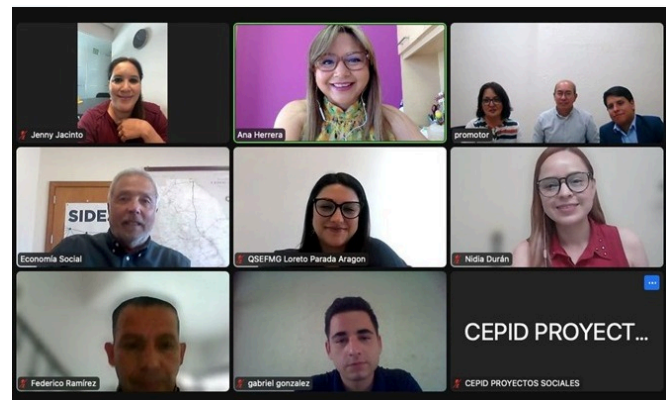 Jenny Jacinto
Ana Herrera
promotor
SIDE
Economía Social
QSEFMG Loreto Parada Aragon
Nidia Durán
CEPID PROYECT...
Federico Ramírez
gabriel gonzalez
CEPID PROYECTOS SOCIALES